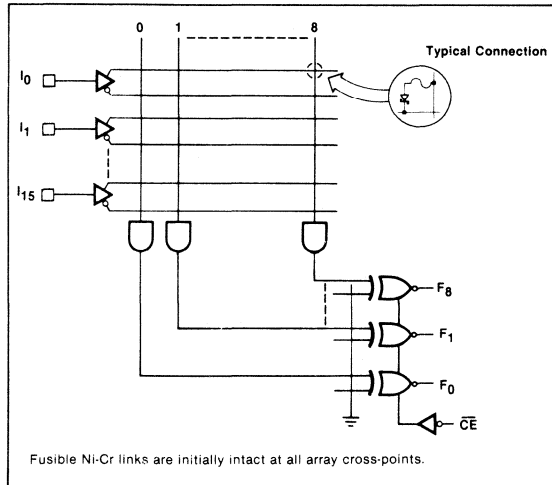 0 1 8
Typical Connection
I0
I1
I15
F8
F1
F0
CE
Fusible Ni-Cr links are initially intact at all array cross-points.